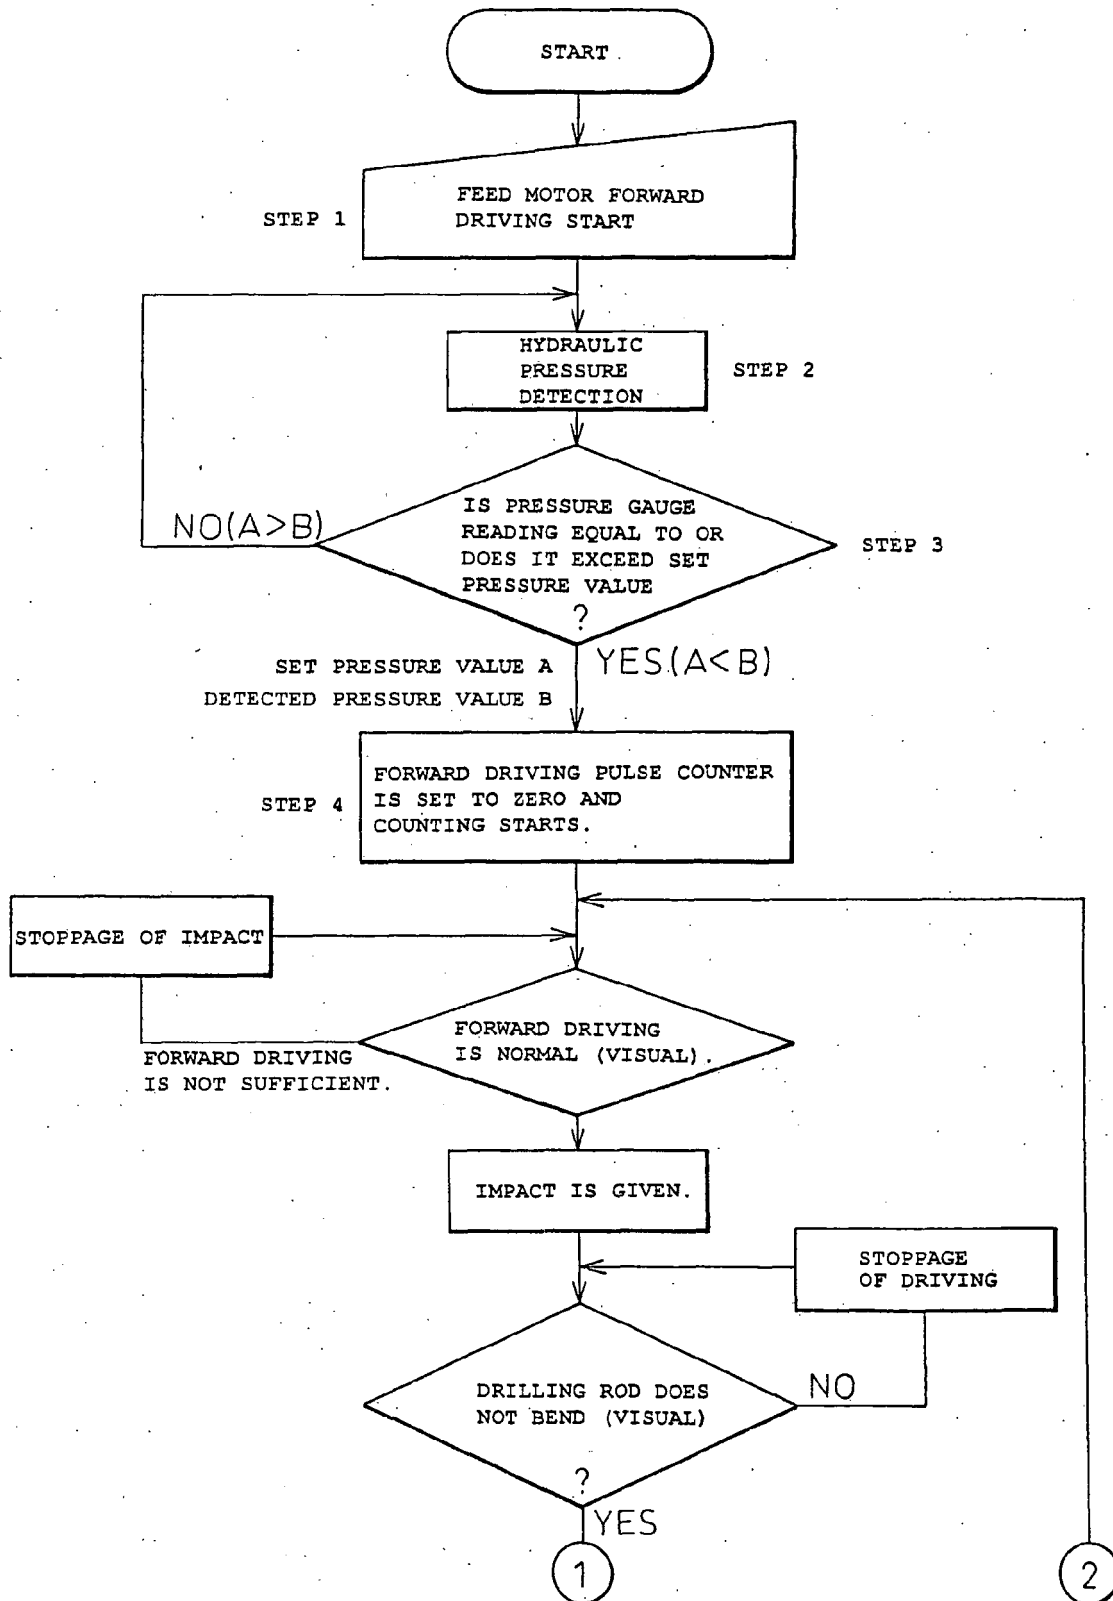 START
STEP 1
FEED MOTOR FORWARD
DRIVING START
HYDRAULIC
PRESSURE
DETECTION
STEP 2
IS PRESSURE GAUGE
READING EQUAL TO OR
DOES IT EXCEED SET
PRESSURE VALUE
?
NO(A>B)
STEP 3
YES(A<B)
SET PRESSURE VALUE A
DETECTED PRESSURE VALUE B
STEP 4
FORWARD DRIVING PULSE COUNTER
IS SET TO ZERO AND
COUNTING STARTS.
STOPPAGE OF IMPACT
FORWARD DRIVING
IS NORMAL (VISUAL).
FORWARD DRIVING
IS NOT SUFFICIENT.
IMPACT IS GIVEN.
STOPPAGE
OF DRIVING
DRILLING ROD DOES
NOT BEND (VISUAL)
?
NO
YES
1
2